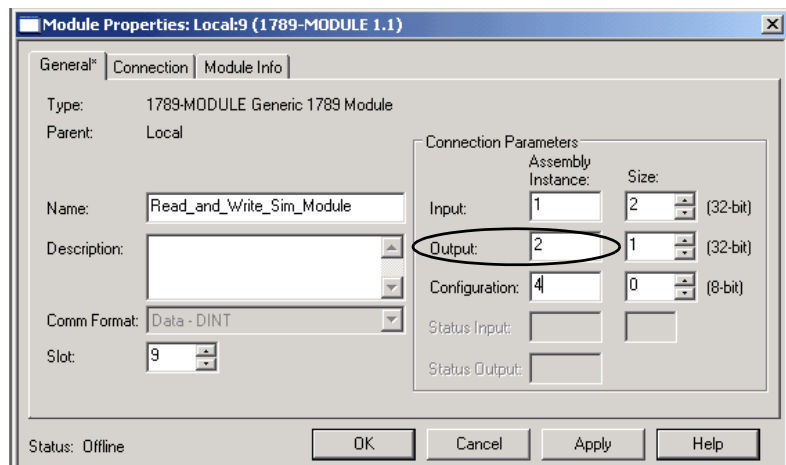 Module Properties: Local:9 (1789-MODULE 1.1)
General* Connection Module Info
Type: 1789-MODULE Generic 1789 Module
Parent: Local
Connection Parameters
Assembly Instance: Size:
Name: Read_and_Write_Sim_Module
Input: 1 2 (32-bit)
Description:
Output: 2 1 (32-bit)
Configuration: 4 0 (8-bit)
Comm Format: Data - DINT
Status Input:
Slot: 9
Status Output:
Status: Offline OK Cancel Apply Help